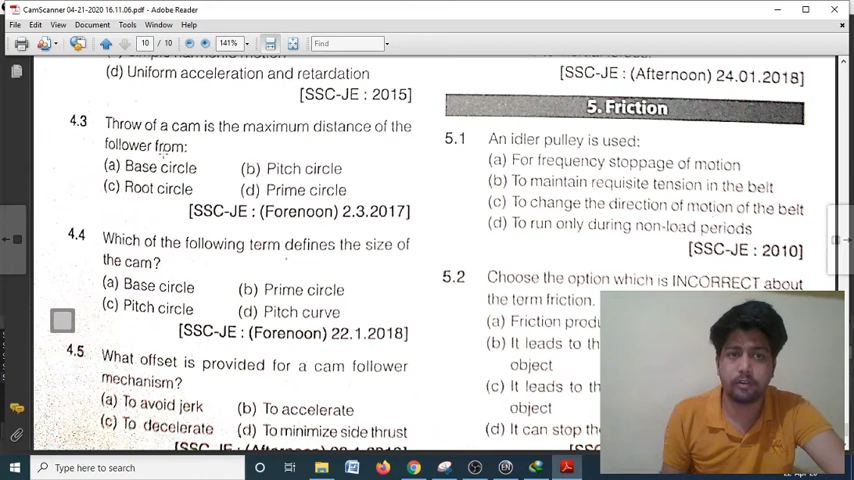 CamScanner 04-21-2020 16.11.06.pdf - Adobe Reader
File Edit View Document Tools Window Help
10 / 10 141% Find
(d) Uniform acceleration and retardation
[SSC-JE : 2015]
4.3 Throw of a cam is the maximum distance of the
follower from:
(a) Base circle (b) Pitch circle
(c) Root circle (d) Prime circle
[SSC-JE : (Forenoon) 2.3.2017]
4.4 Which of the following term defines the size of
the cam?
(a) Base circle (b) Prime circle
(c) Pitch circle (d) Pitch curve
[SSC-JE : (Forenoon) 22.1.2018]
4.5 What offset is provided for a cam follower
mechanism?
(a) To avoid jerk (b) To accelerate
(c) To decelerate (d) To minimize side thrust
[SSC-JE : (Afternoon) 24.01.2018]
5. Friction
5.1 An idler pulley is used:
(a) For frequency stoppage of motion
(b) To maintain requisite tension in the belt
(c) To change the direction of motion of the belt
(d) To run only during non-load periods
[SSC-JE : 2010]
5.2 Choose the option which is INCORRECT about
the term friction.
(a) Friction
(b) It leads to
object
(c) It leads to
object
(d) It can stop
Type here to search